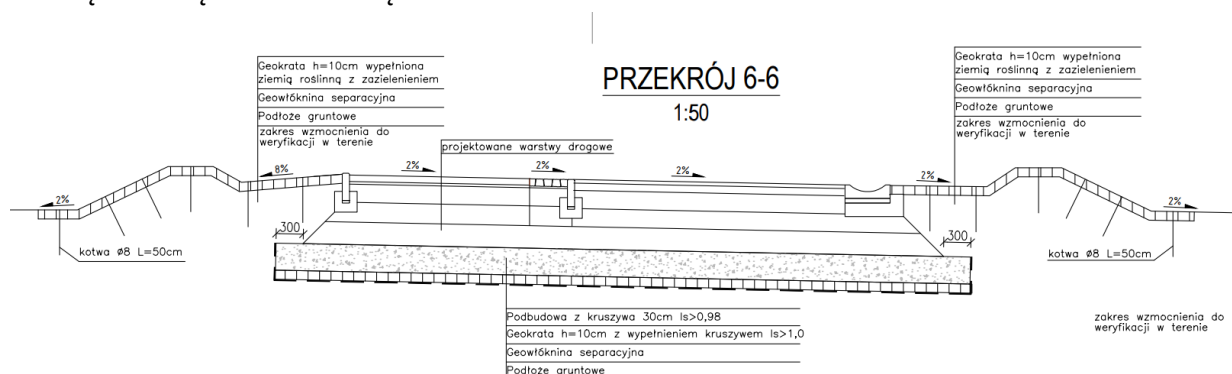 PRZEKRÓJ 6-6
1:50
Geokrata h=10cm wypełniona
ziemią roślinną z zazielenieniem
Geowłóknina separacyjna
Podłoże gruntowe
zakres wzmocnienia do
weryfikacji w terenie
projektowane warstwy drogowe
Geokrata h=10cm wypełniona
ziemią roślinną z zazielenieniem
Geowłóknina separacyjna
Podłoże gruntowe
zakres wzmocnienia do
weryfikacji w terenie
2%
8%
2%
2%
2%
2%
2%
300
300
kotwa ø8 L=50cm
kotwa ø8 L=50cm
Podbudowa z kruszywa 30cm Is>0,98
Geokrata h=10cm z wypełnieniem kruszywem Is>1,0
Geowłóknina separacyjna
Podłoże gruntowe
zakres wzmocnienia do
weryfikacji w terenie